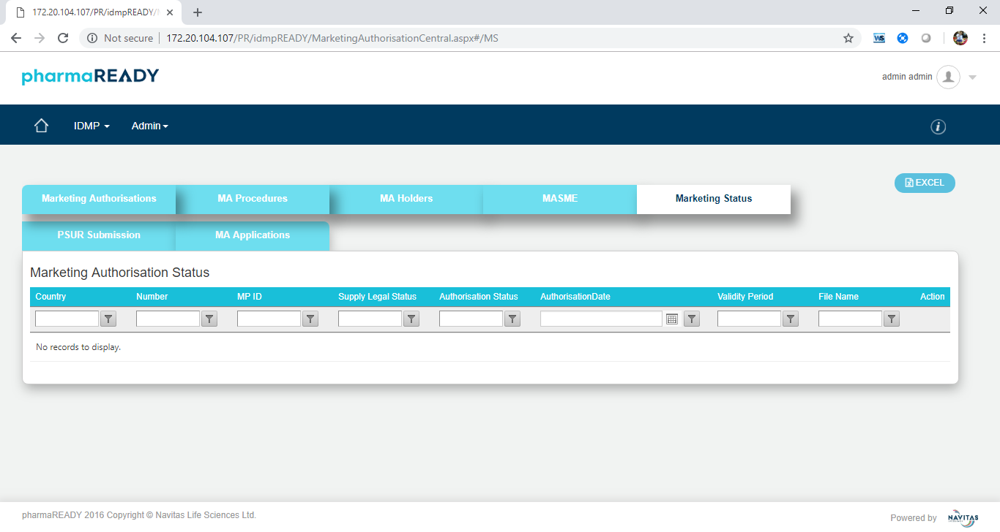 172.20.104.107/PR/idmpREADY/
Not secure
172.20.104.107/PR/idmpREADY/MarketingAuthorisationCentral.aspx#/MS
WS
pharmaREADY
admin admin
IDMP
Admin
i
EXCEL
Marketing Authorisations
MA Procedures
MA Holders
MASME
Marketing Status
PSUR Submission
MA Applications
Marketing Authorisation Status
Country
Number
MP ID
Supply Legal Status
Authorisation Status
AuthorisationDate
Validity Period
File Name
Action
No records to display.
pharmaREADY 2016 Copyright © Navitas Life Sciences Ltd.
Powered by
NAVITAS